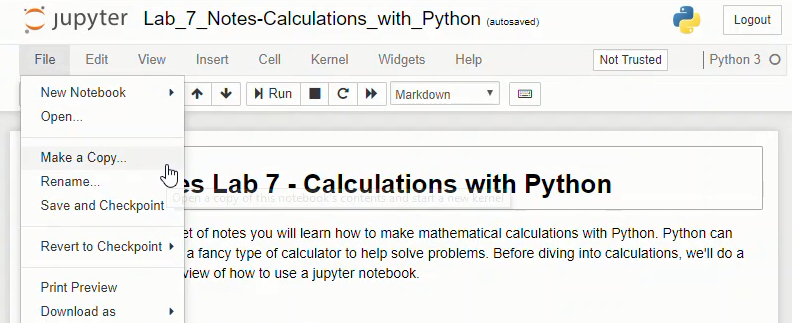 jupyter Lab_7_Notes-Calculations_with_Python (autosaved) Logout
File Edit View Insert Cell Kernel Widgets Help Not Trusted Python 3
New Notebook Run Markdown
Open...
Make a Copy...
Rename... es Lab 7 - Calculations with Python
Open a copy of this notebook's contents and start a new kernel
Save and Checkpoint
et of notes you will learn how to make mathematical calculations with Python. Python can
Revert to Checkpoint a fancy type of calculator to help solve problems. Before diving into calculations, we'll do a
view of how to use a jupyter notebook.
Print Preview
Download as